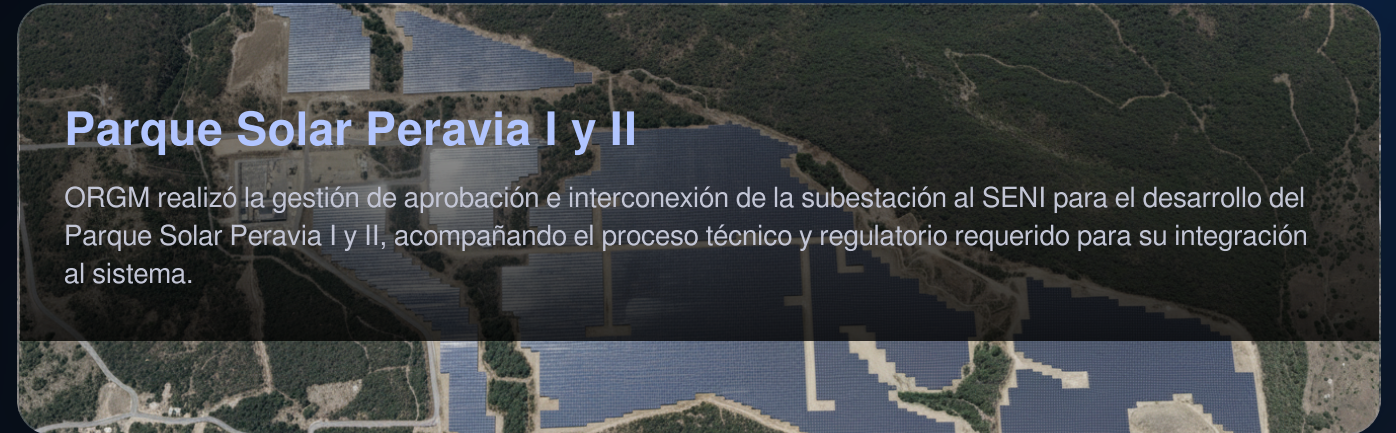 Parque Solar Peravia I y II
ORGM realizó la gestión de aprobación e interconexión de la subestación al SENI para el desarrollo del
Parque Solar Peravia I y II, acompañando el proceso técnico y regulatorio requerido para su integración
al sistema.